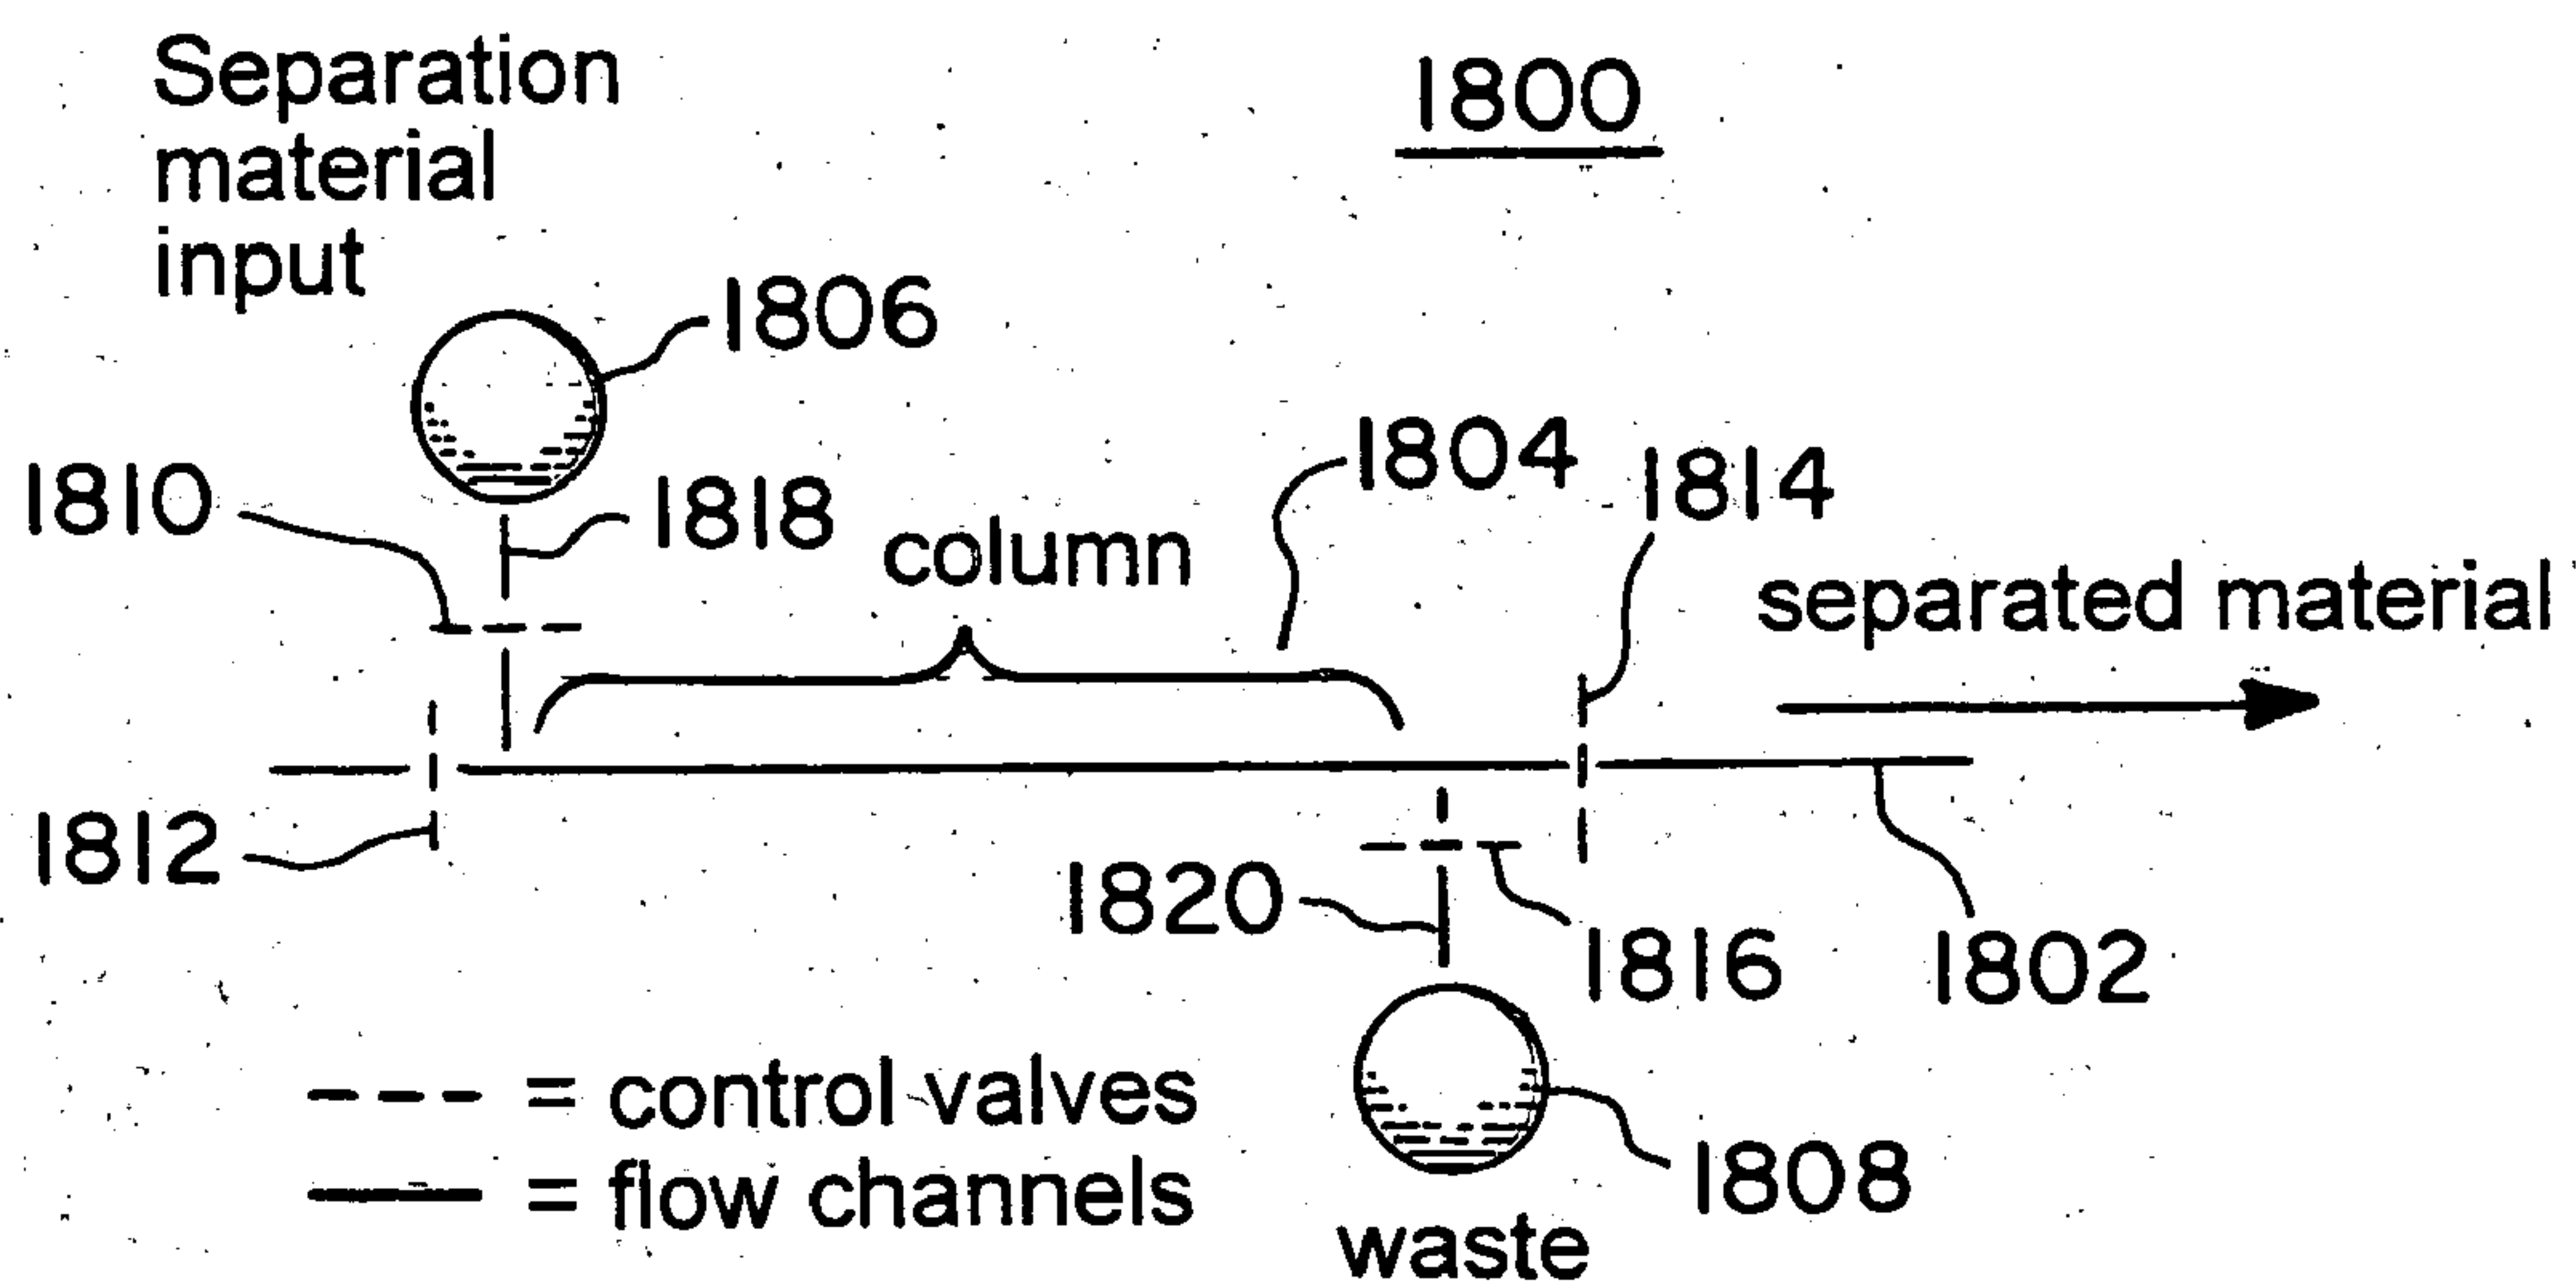 Separation
material
input
1800
1806
1810
1818
column
1804
1814
separated material
1812
1820
1816
1802
- - - = control valves
— = flow channels
1808
waste